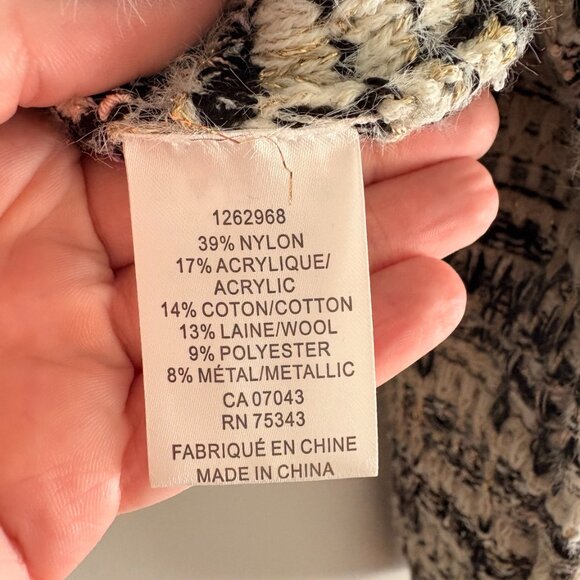 1262968
39% NYLON
17% ACRYLIQUE/
ACRYLIC
14% COTON/COTTON
13% LAINE/WOOL
9% POLYESTER
8% MÉTAL/METALLIC
CA 07043
RN 75343
FABRIQUÉ EN CHINE
MADE IN CHINA